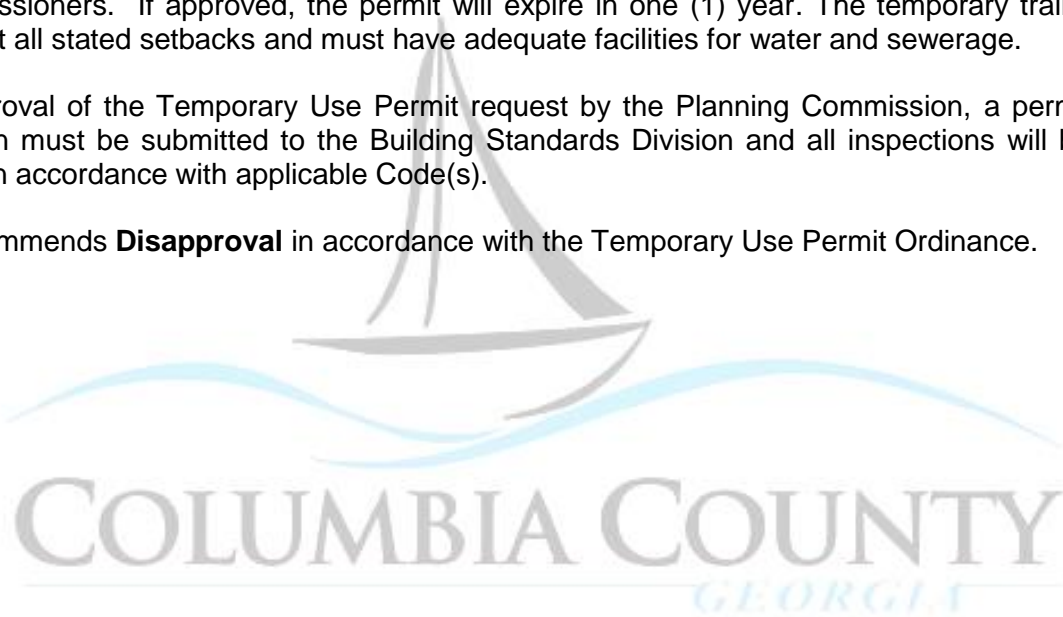 ssioners. If approved, the permit will expire in one (1) year. The temporary trail
t all stated setbacks and must have adequate facilities for water and sewerage.
roval of the Temporary Use Permit request by the Planning Commission, a perm
n must be submitted to the Building Standards Division and all inspections will b
n accordance with applicable Code(s).
mmends Disapproval in accordance with the Temporary Use Permit Ordinance.
COLUMBIA COUNTY
GEORGIA